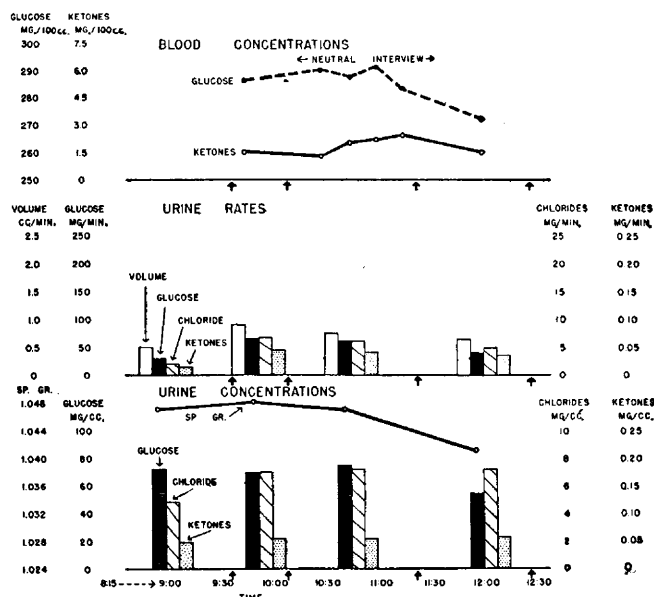 GLUCOSE KETONES
MG./100CC. MG./100CC.
BLOOD CONCENTRATIONS
300 7.5
290 6.0
280 4.5
270 3.0
260 1.5
250 0
← NEUTRAL INTERVIEW →
GLUCOSE
KETONES
VOLUME GLUCOSE
CC/MIN. MG/MIN.
URINE RATES
CHLORIDES KETONES
MG/MIN. MG/MIN.
2.5 250 25 0.25
2.0 200 20 0.20
1.5 150 15 0.15
1.0 100 10 0.10
0.5 50 5 0.05
0 0 0 0
VOLUME
GLUCOSE
CHLORIDE
KETONES
SP. GR.
URINE CONCENTRATIONS
1.048 GLUCOSE CHLORIDES KETONES
MG/CC. MG/CC. MG/CC.
SP GR.
1.044 100 10 0.25
1.040 80 8 0.20
1.036 60 6 0.15
1.032 40 4 0.10
1.028 20 2 0.08
1.024 0 0
GLUCOSE
CHLORIDE
KETONES
8:15 9:00 9:30 10:00 10:30 11:00 11:30 12:00 12:30
TIME